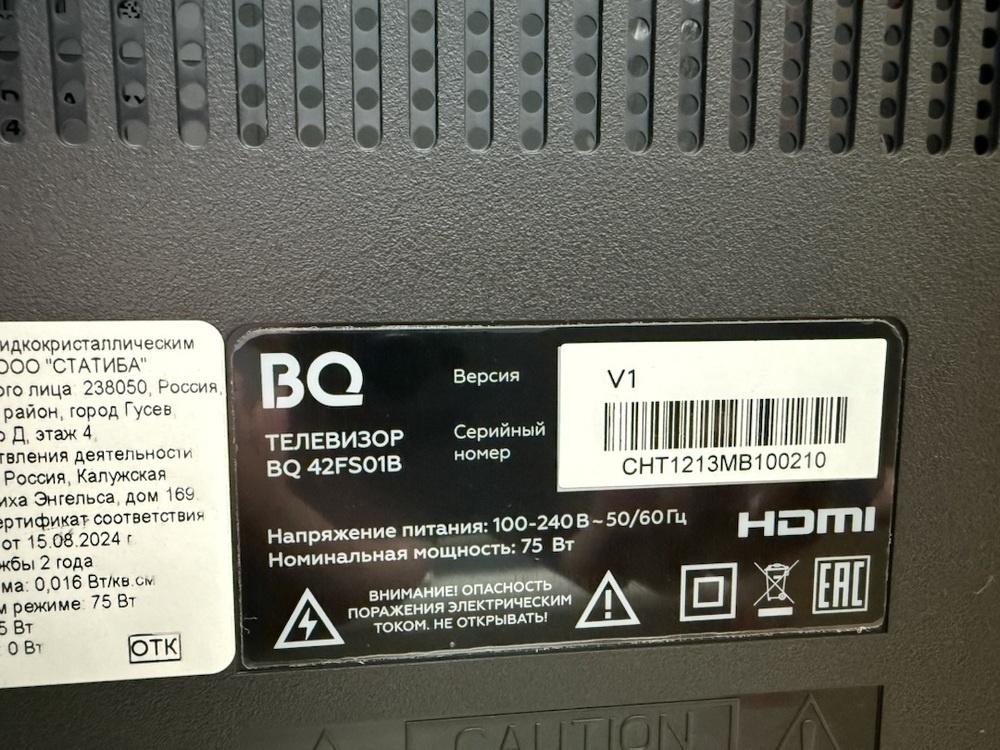 идкокристаллическим
ООО "СТАТИБА"
ого лица: 238050, Россия,
район, город Гусев,
Д, этаж 4,
твления деятельности
Россия, Калужская
иха Энгельса, дом 169.
ертификат соответствия
от 15.08.2024 г
жбы 2 года
ма: 0,016 Вт/кв.см
м режиме: 75 Вт
5 Вт
: 0 Вт
ОТК
BQ
ТЕЛЕВИЗОР
BQ 42FS01B
Версия
V1
Серийный
номер
CHT1213MB100210
Напряжение питания: 100-240 В ~ 50/60 Гц
Номинальная мощность: 75 Вт
HDMI
ВНИМАНИЕ! ОПАСНОСТЬ
ПОРАЖЕНИЯ ЭЛЕКТРИЧЕСКИМ
ТОКОМ. НЕ ОТКРЫВАТЬ!
EAC
CAUTION